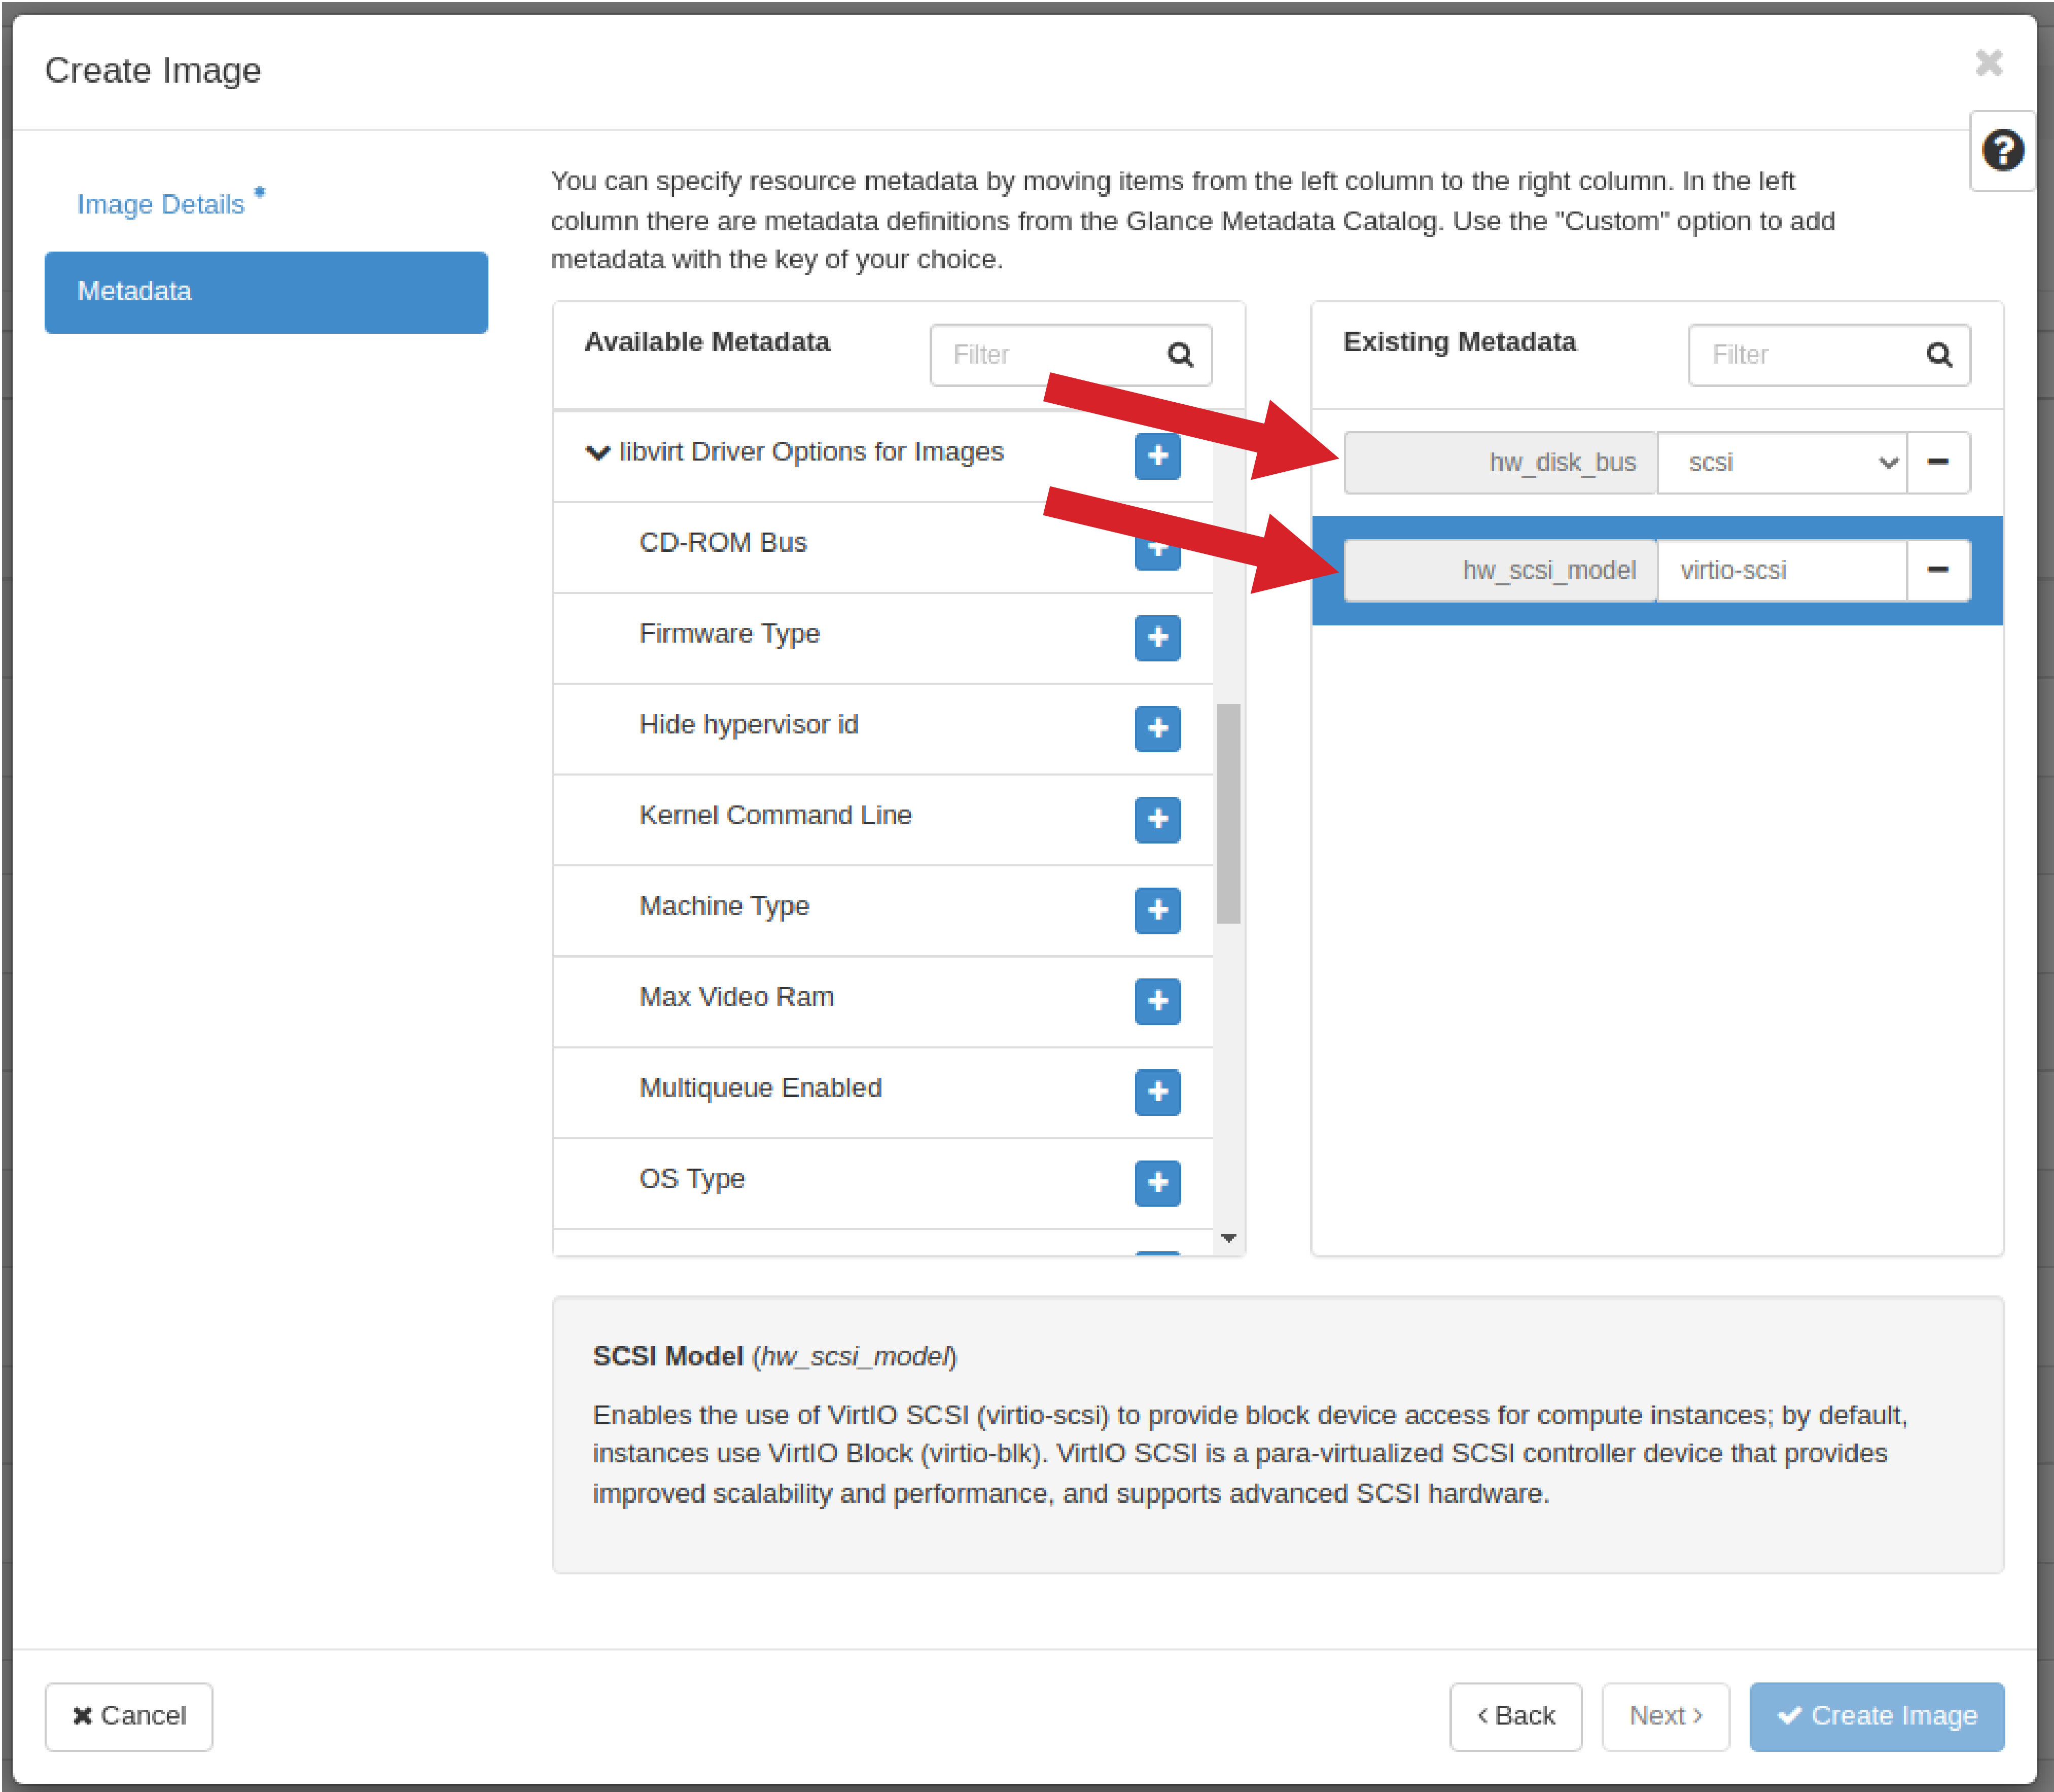 Create Image
Image Details *
Metadata
You can specify resource metadata by moving items from the left column to the right column. In the left
column there are metadata definitions from the Glance Metadata Catalog. Use the "Custom" option to add
metadata with the key of your choice.
Available Metadata
Filter
libvirt Driver Options for Images
CD-ROM Bus
Firmware Type
Hide hypervisor id
Kernel Command Line
Machine Type
Max Video Ram
Multiqueue Enabled
OS Type
Existing Metadata
Filter
hw_disk_bus scsi
hw_scsi_model virtio-scsi
SCSI Model (hw_scsi_model)
Enables the use of VirtIO SCSI (virtio-scsi) to provide block device access for compute instances; by default,
instances use VirtIO Block (virtio-blk). VirtIO SCSI is a para-virtualized SCSI controller device that provides
improved scalability and performance, and supports advanced SCSI hardware.
Cancel
< Back
Next >
Create Image